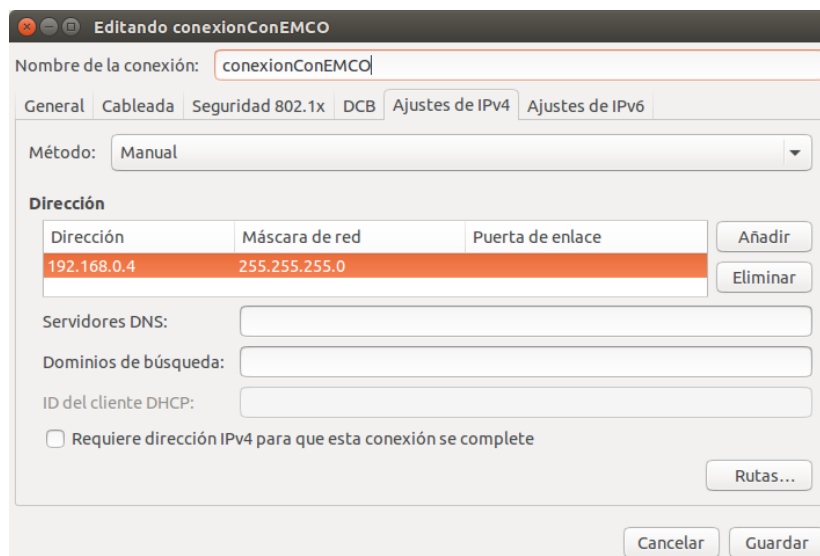 Editando conexionConEMCO
Nombre de la conexión: conexionConEMCO
General Cableada Seguridad 802.1x DCB Ajustes de IPv4 Ajustes de IPv6
Método: Manual
Dirección
Dirección Máscara de red Puerta de enlace Añadir
192.168.0.4 255.255.255.0
Eliminar
Servidores DNS:
Dominios de búsqueda:
ID del cliente DHCP:
Requiere dirección IPv4 para que esta conexión se complete
Rutas…
Cancelar Guardar